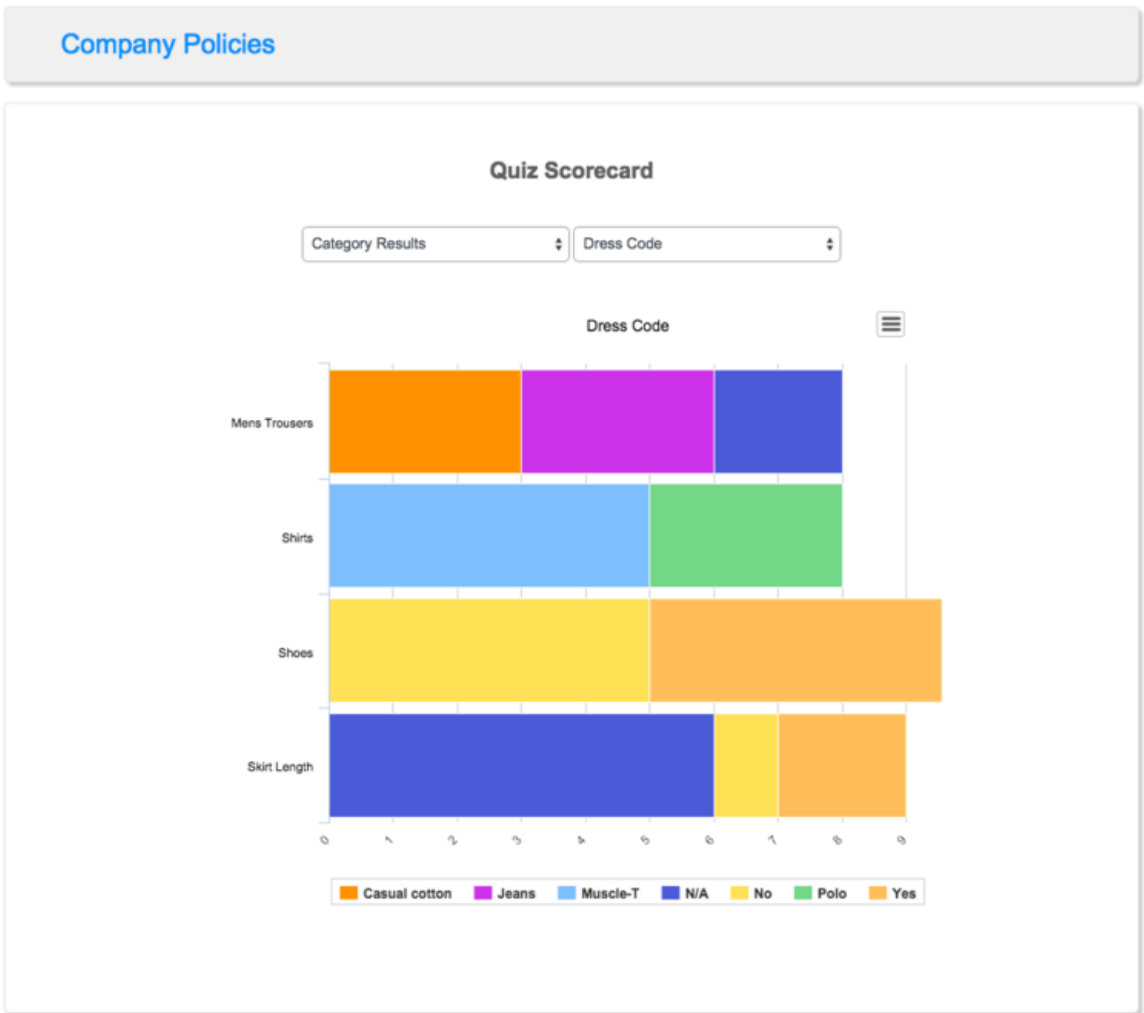 Company Policies
Quiz Scorecard
Category Results Dress Code
Dress Code
Mens Trousers
Shirts
Shoes
Skirt Length
0 1 2 3 4 5 6 7 8 9
Casual cotton Jeans Muscle-T N/A No Polo Yes